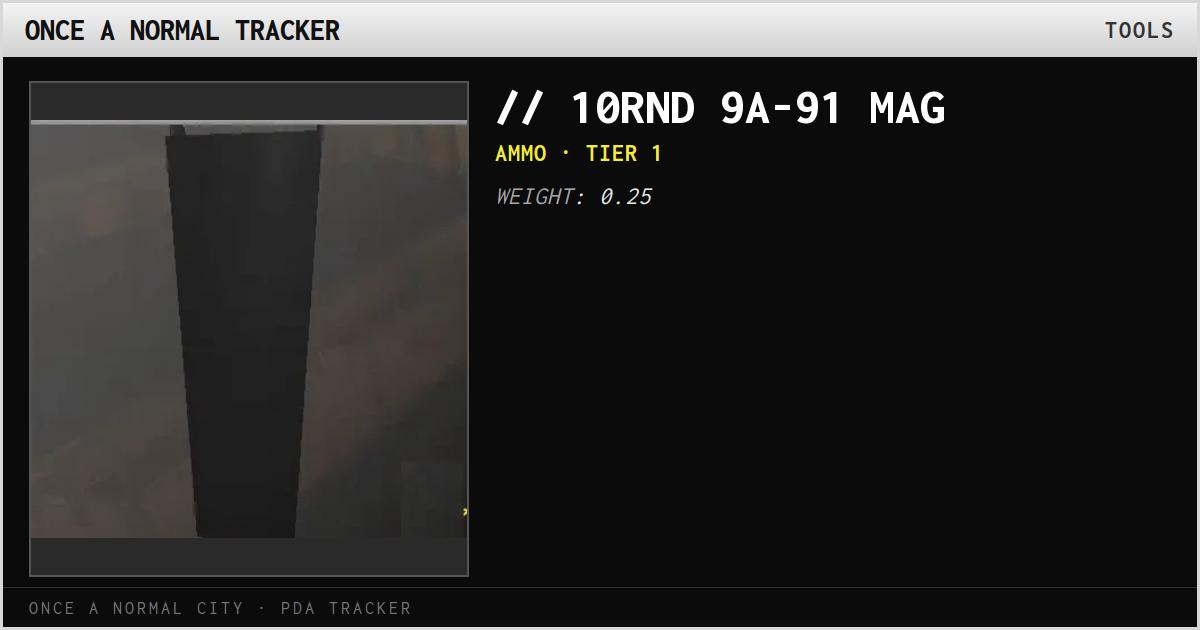 ONCE A NORMAL TRACKER
TOOLS
// 10RND 9A-91 MAG
AMMO · TIER 1
WEIGHT: 0.25
ONCE A NORMAL CITY · PDA TRACKER